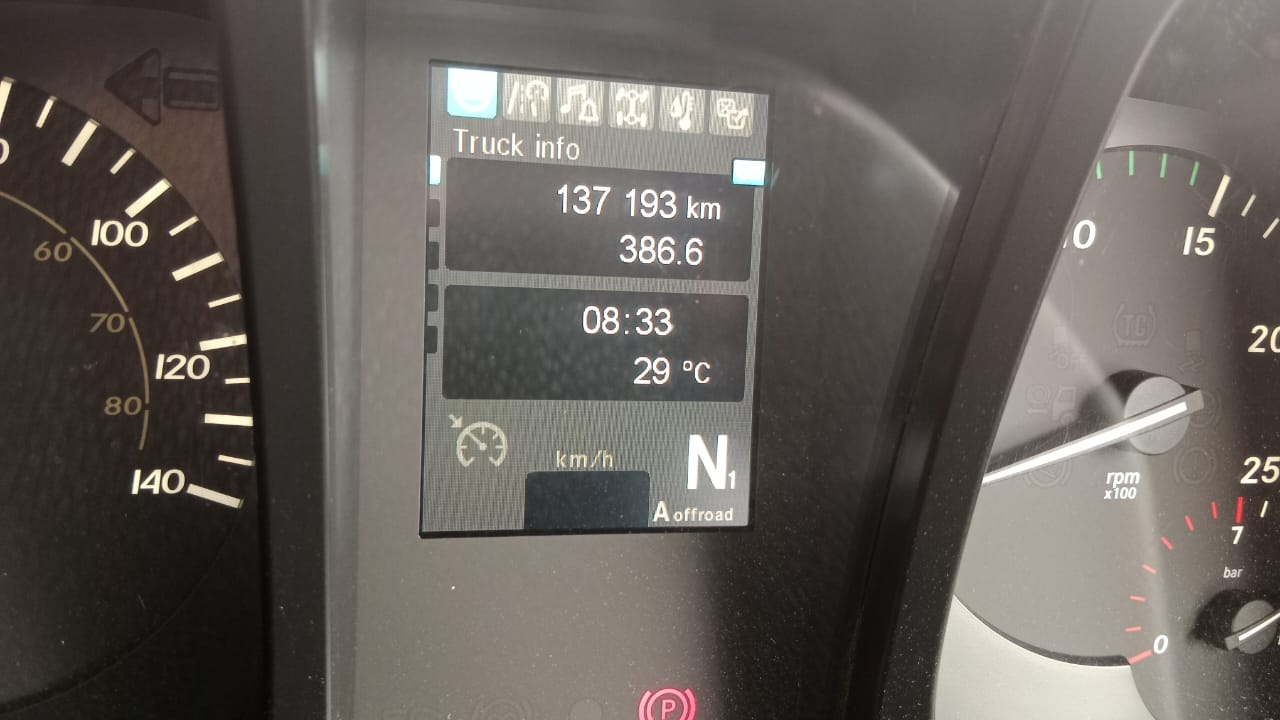 Truck info
137 193 km
386.6
08:33
29 °C
km/h
N1
A offroad
100
120
140
60
70
80
15
20
25
rpm
x100
7
bar
0
TC
P